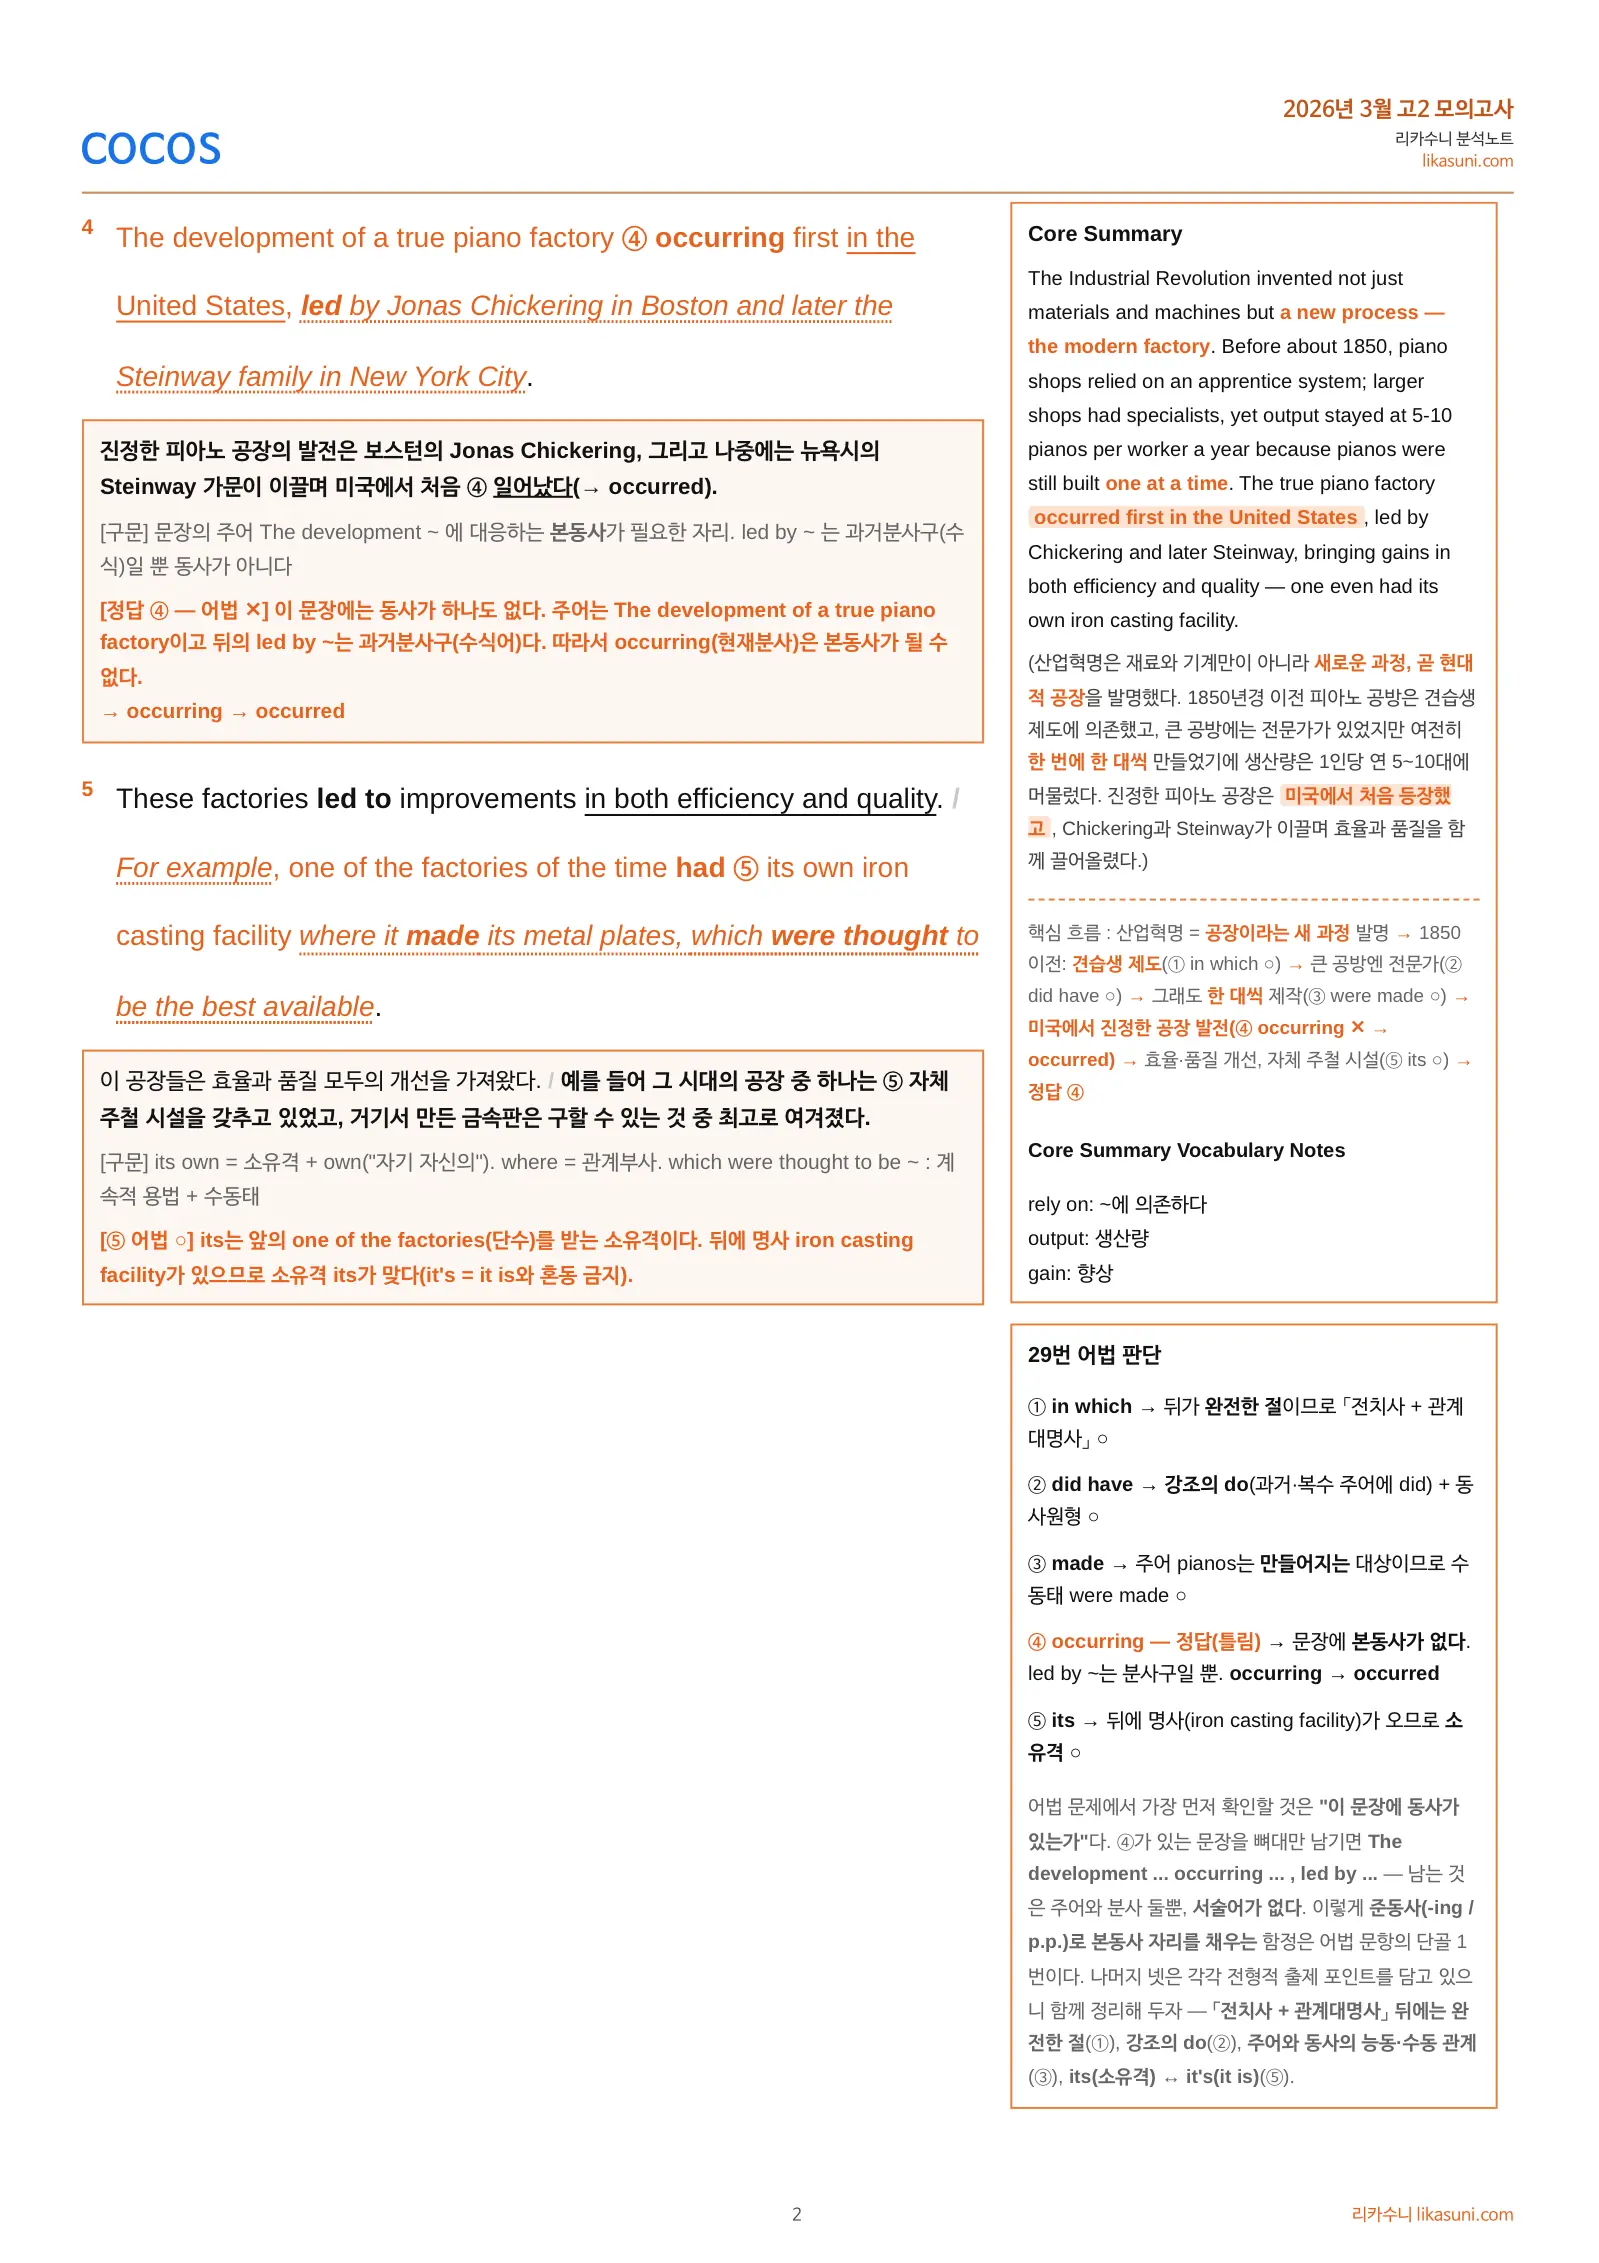 cocos
2026년 3월 고2 모의고사
리카수니 분석노트
likasuni.com
4 The development of a true piano factory ④ occurring first in the
United States, led by Jonas Chickering in Boston and later the
Steinway family in New York City.
진정한 피아노 공장의 발전은 보스턴의 Jonas Chickering, 그리고 나중에는 뉴욕시의
Steinway 가문이 이끌며 미국에서 처음 ④ 일어났다(→ occurred).
[구문] 문장의 주어 The development ~ 에 대응하는 본동사가 필요한 자리. led by ~ 는 과거분사구(수
식)일 뿐 동사가 아니다
[정답 ④ — 어법 ✕] 이 문장에는 동사가 하나도 없다. 주어는 The development of a true piano
factory이고 뒤의 led by ~는 과거분사구(수식어)다. 따라서 occurring(현재분사)은 본동사가 될 수
없다.
→ occurring → occurred
5 These factories led to improvements in both efficiency and quality. /
For example, one of the factories of the time had ⑤ its own iron
casting facility where it made its metal plates, which were thought to
be the best available.
이 공장들은 효율과 품질 모두의 개선을 가져왔다. / 예를 들어 그 시대의 공장 중 하나는 ⑤ 자체
주철 시설을 갖추고 있었고, 거기서 만든 금속판은 구할 수 있는 것 중 최고로 여겨졌다.
[구문] its own = 소유격 + own("자기 자신의"). where = 관계부사. which were thought to be ~ : 계
속적 용법 + 수동태
[⑤ 어법 ○] its는 앞의 one of the factories(단수)를 받는 소유격이다. 뒤에 명사 iron casting
facility가 있으므로 소유격 its가 맞다(it's = it is와 혼동 금지).
Core Summary
The Industrial Revolution invented not just
materials and machines but a new process —
the modern factory. Before about 1850, piano
shops relied on an apprentice system; larger
shops had specialists, yet output stayed at 5-10
pianos per worker a year because pianos were
still built one at a time. The true piano factory
occurred first in the United States , led by
Chickering and later Steinway, bringing gains in
both efficiency and quality — one even had its
own iron casting facility.
(산업혁명은 재료와 기계만이 아니라 새로운 과정, 곧 현대
적 공장을 발명했다. 1850년경 이전 피아노 공방은 견습생
제도에 의존했고, 큰 공방에는 전문가가 있었지만 여전히
한 번에 한 대씩 만들었기에 생산량은 1인당 연 5~10대에
머물렀다. 진정한 피아노 공장은 미국에서 처음 등장했
고 , Chickering과 Steinway가 이끌며 효율과 품질을 함
께 끌어올렸다.)
핵심 흐름 : 산업혁명 = 공장이라는 새 과정 발명 → 1850
이전: 견습생 제도(① in which ○) → 큰 공방엔 전문가(②
did have ○) → 그래도 한 대씩 제작(③ were made ○) →
미국에서 진정한 공장 발전(④ occurring ✕ →
occurred) → 효율·품질 개선, 자체 주철 시설(⑤ its ○) →
정답 ④
Core Summary Vocabulary Notes
rely on: ~에 의존하다
output: 생산량
gain: 향상
29번 어법 판단
① in which → 뒤가 완전한 절이므로 「전치사 + 관계
대명사」 ○
② did have → 강조의 do(과거·복수 주어에 did) + 동
사원형 ○
③ made → 주어 pianos는 만들어지는 대상이므로 수
동태 were made ○
④ occurring — 정답(틀림) → 문장에 본동사가 없다.
led by ~는 분사구일 뿐. occurring → occurred
⑤ its → 뒤에 명사(iron casting facility)가 오므로 소
유격 ○
어법 문제에서 가장 먼저 확인할 것은 "이 문장에 동사가
있는가"다. ④가 있는 문장을 뼈대만 남기면 The
development ... occurring ... , led by ... — 남는 것
은 주어와 분사 둘뿐, 서술어가 없다. 이렇게 준동사(-ing /
p.p.)로 본동사 자리를 채우는 함정은 어법 문항의 단골 1
번이다. 나머지 넷은 각각 전형적 출제 포인트를 담고 있으
니 함께 정리해 두자 — 「전치사 + 관계대명사」 뒤에는 완
전한 절(①), 강조의 do(②), 주어와 동사의 능동·수동 관계
(③), its(소유격) ↔ it's(it is)(⑤).
2
리카수니 likasuni.com